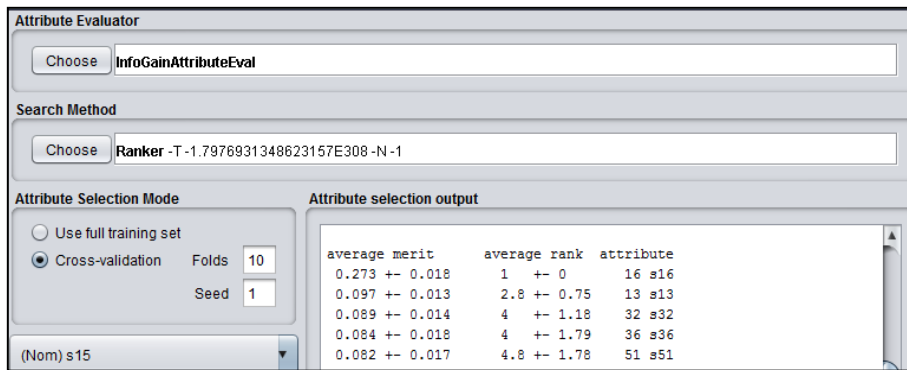 Attribute Evaluator
Choose InfoGainAttributeEval
Search Method
Choose Ranker -T -1.7976931348623157E308 -N -1
Attribute Selection Mode
Use full training set
Cross-validation Folds 10
Seed 1
(Nom) s15
Attribute selection output
average merit average rank attribute
0.273 +- 0.018 1 +- 0 16 s16
0.097 +- 0.013 2.8 +- 0.75 13 s13
0.089 +- 0.014 4 +- 1.18 32 s32
0.084 +- 0.018 4 +- 1.79 36 s36
0.082 +- 0.017 4.8 +- 1.78 51 s51